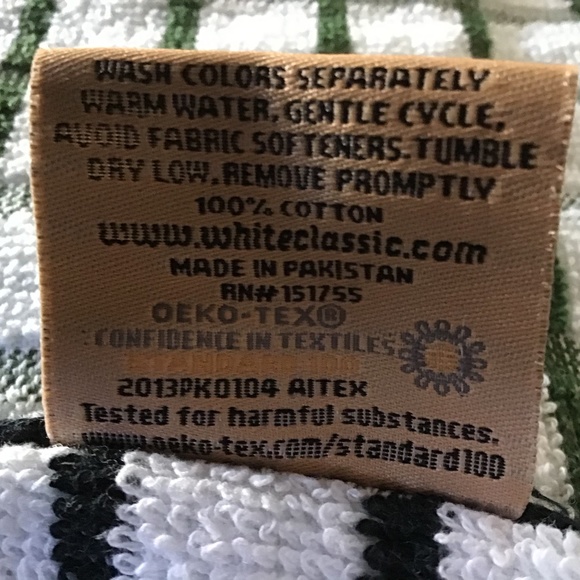 WASH COLORS SEPARATELY
WARM WATER, GENTLE CYCLE,
AVOID FABRIC SOFTENERS. TUMBLE
DRY LOW. REMOVE PROMPTLY
100% COTTON
www.whiteclassic.com
MADE IN PAKISTAN
RN# 151755
OEKO-TEX®
CONFIDENCE IN TEXTILES
STANDARD 100
2013PK0104 AITEX
Tested for harmful substances.
www.oeko-tex.com/standard100